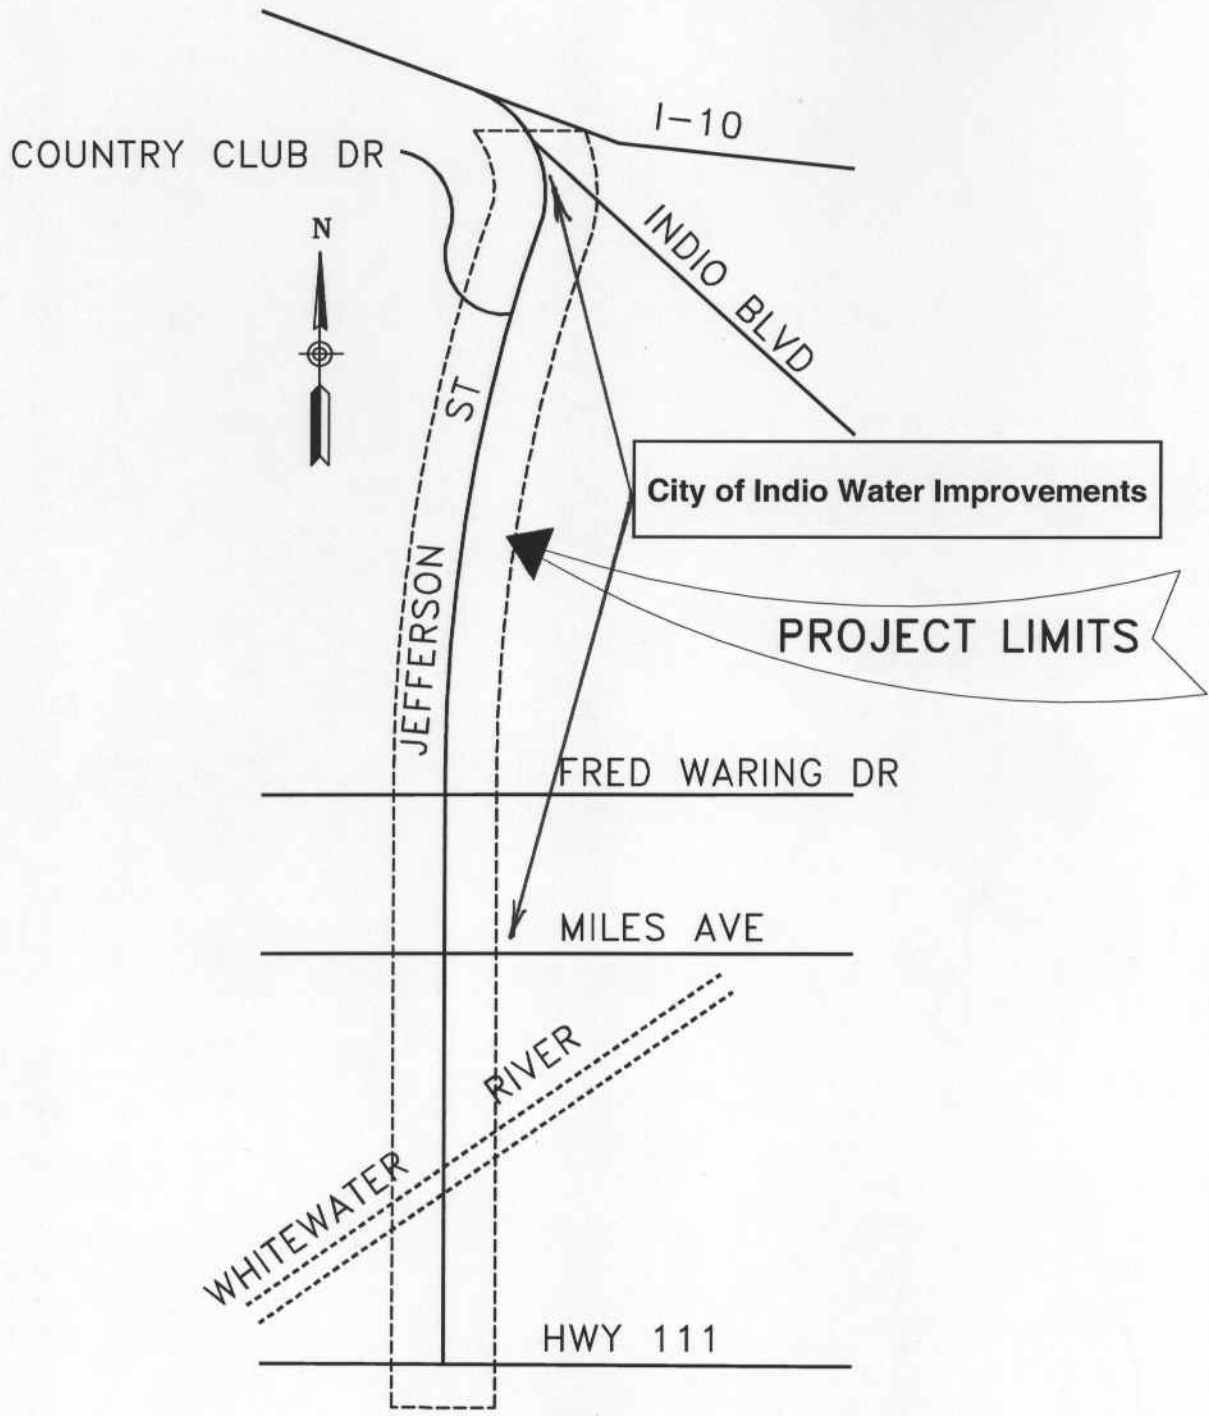 I-10
COUNTRY CLUB DR
N
INDIO BLVD
JEFFERSON ST
City of Indio Water Improvements
PROJECT LIMITS
FRED WARING DR
MILES AVE
WHITEWATER RIVER
HWY 111